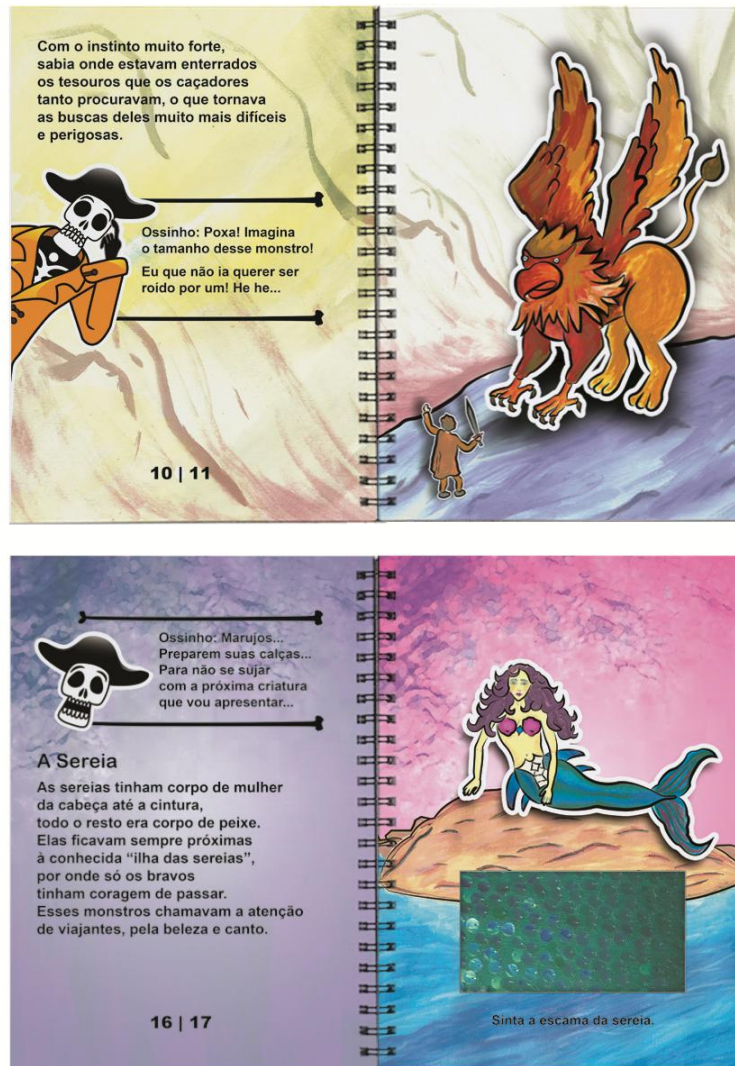 Com o instinto muito forte,
sabia onde estavam enterrados
os tesouros que os caçadores
tanto procuravam, o que tornava
as buscas deles muito mais difíceis
e perigosas.
Ossinho: Poxa! Imagina
o tamanho desse monstro!
Eu que não ia querer ser
roido por um! He he...
10 | 11
Ossinho: Marujos...
Preparem suas calças...
Para não se sujar
com a próxima criatura
que vou apresentar...
A Sereia
As sereias tinham corpo de mulher
da cabeça até a cintura,
todo o resto era corpo de peixe.
Elas ficavam sempre próximas
à conhecida “ilha das sereias”,
por onde só os bravos
tinham coragem de passar.
Esses monstros chamavam a atenção
de viajantes, pela beleza e canto.
16 | 17
Sinta a escama da sereia.